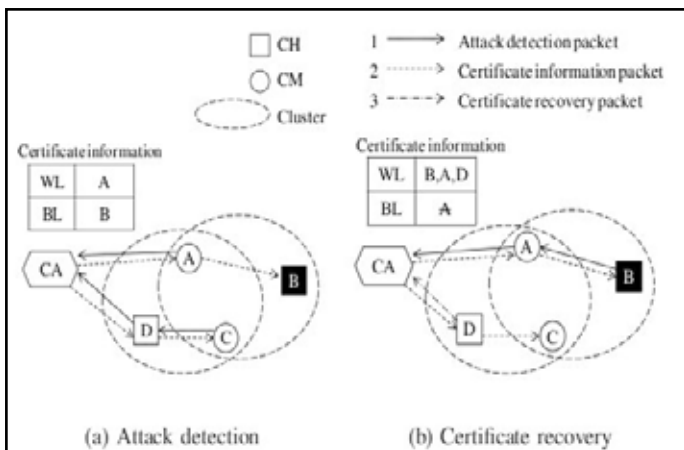 CH
CM
Cluster
1 Attack detection packet
2 Certificate information packet
3 Certificate recovery packet
Certificate information
WL A
BL B
CA
A
B
D
C
(a) Attack detection
Certificate information
WL B,A,D
BL A
CA
A
B
D
C
(b) Certificate recovery